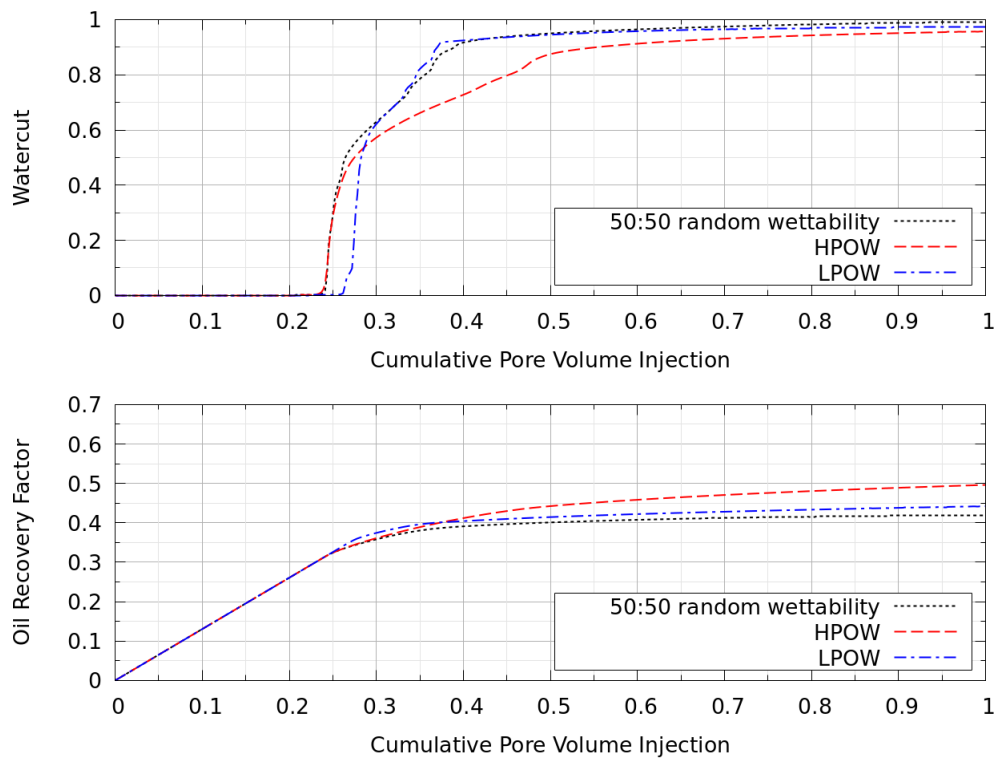 1
0.8
0.6
0.4
0.2
0
Watercut
50:50 random wettability
HPOW
LPOW
0 0.1 0.2 0.3 0.4 0.5 0.6 0.7 0.8 0.9 1
Cumulative Pore Volume Injection
0.7
0.6
0.5
0.4
0.3
0.2
0.1
0
Oil Recovery Factor
50:50 random wettability
HPOW
LPOW
0 0.1 0.2 0.3 0.4 0.5 0.6 0.7 0.8 0.9 1
Cumulative Pore Volume Injection